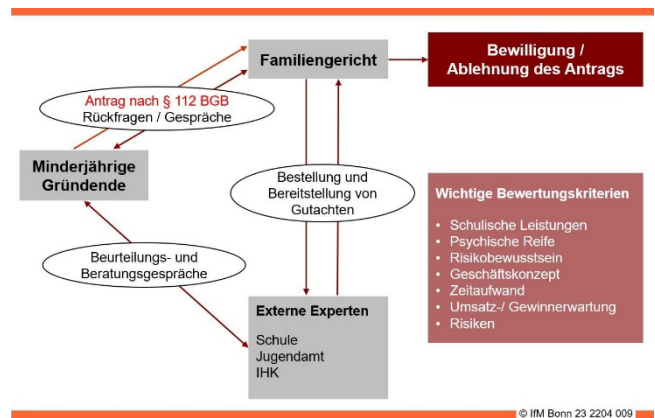 Familiengericht
Bewilligung /
Ablehnung des Antrags
Antrag nach § 112 BGB
Rückfragen / Gespräche
Minderjährige
Gründende
Bestellung und
Bereitstellung von
Gutachten
Wichtige Bewertungskriterien
• Schulische Leistungen
• Psychische Reife
• Risikobewusstsein
• Geschäftskonzept
• Zeitaufwand
• Umsatz-/ Gewinnerwartung
• Risiken
Beurteilungs- und
Beratungsgespräche
Externe Experten
Schule
Jugendamt
IHK
© IfM Bonn 23 2204 009